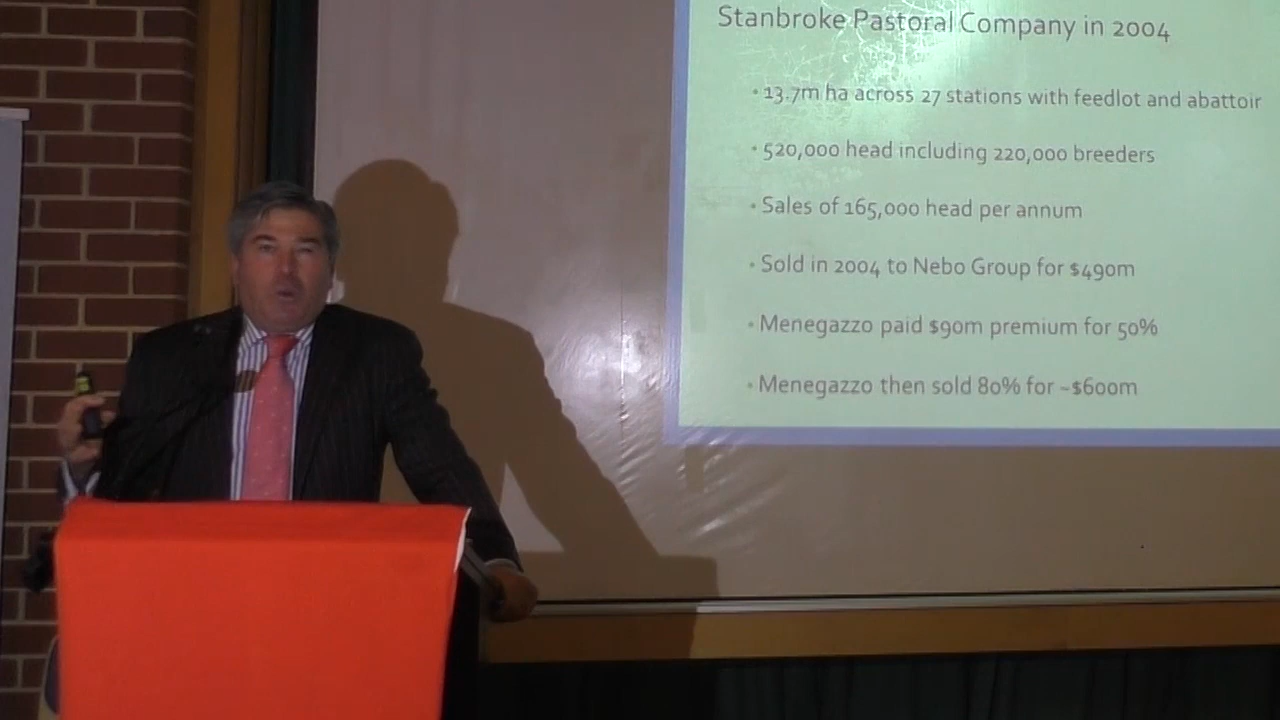 Stanbroke Pastoral Company in 2004
• 13.7m ha across 27 stations with feedlot and abattoir
• 520,000 head including 220,000 breeders
• Sales of 165,000 head per annum
• Sold in 2004 to Nebo Group for $490m
• Menegazzo paid $90m premium for 50%
• Menegazzo then sold 80% for ~$600m